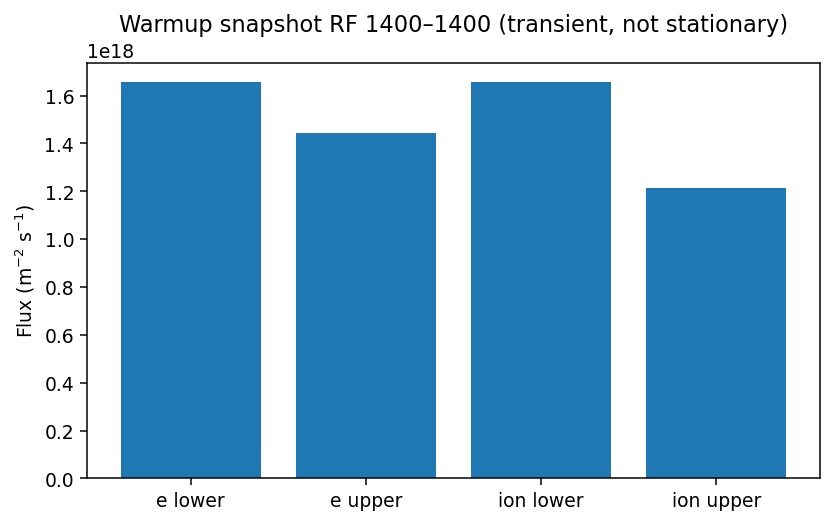 Warmup snapshot RF 1400–1400 (transient, not stationary)
1e18
1.6
1.4
1.2
1.0
0.8
0.6
0.4
0.2
0.0
Flux (m⁻² s⁻¹)
e lower
e upper
ion lower
ion upper